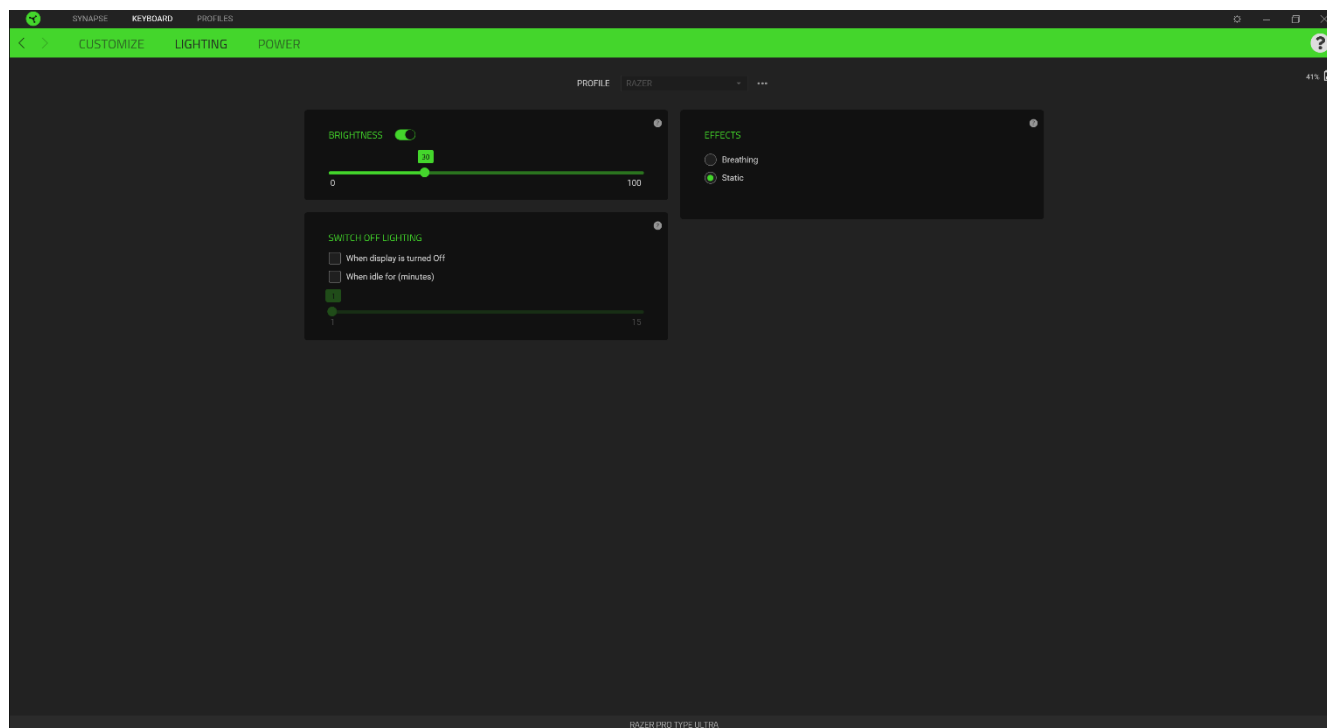 SYNAPSE KEYBOARD PROFILES
CUSTOMIZE LIGHTING POWER ?
PROFILE RAZER ••• 41%
BRIGHTNESS ?
30
0 100
EFFECTS ?
Breathing
Static
SWITCH OFF LIGHTING ?
When display is turned Off
When idle for (minutes)
1
1 15
RAZER PRO TYPE ULTRA